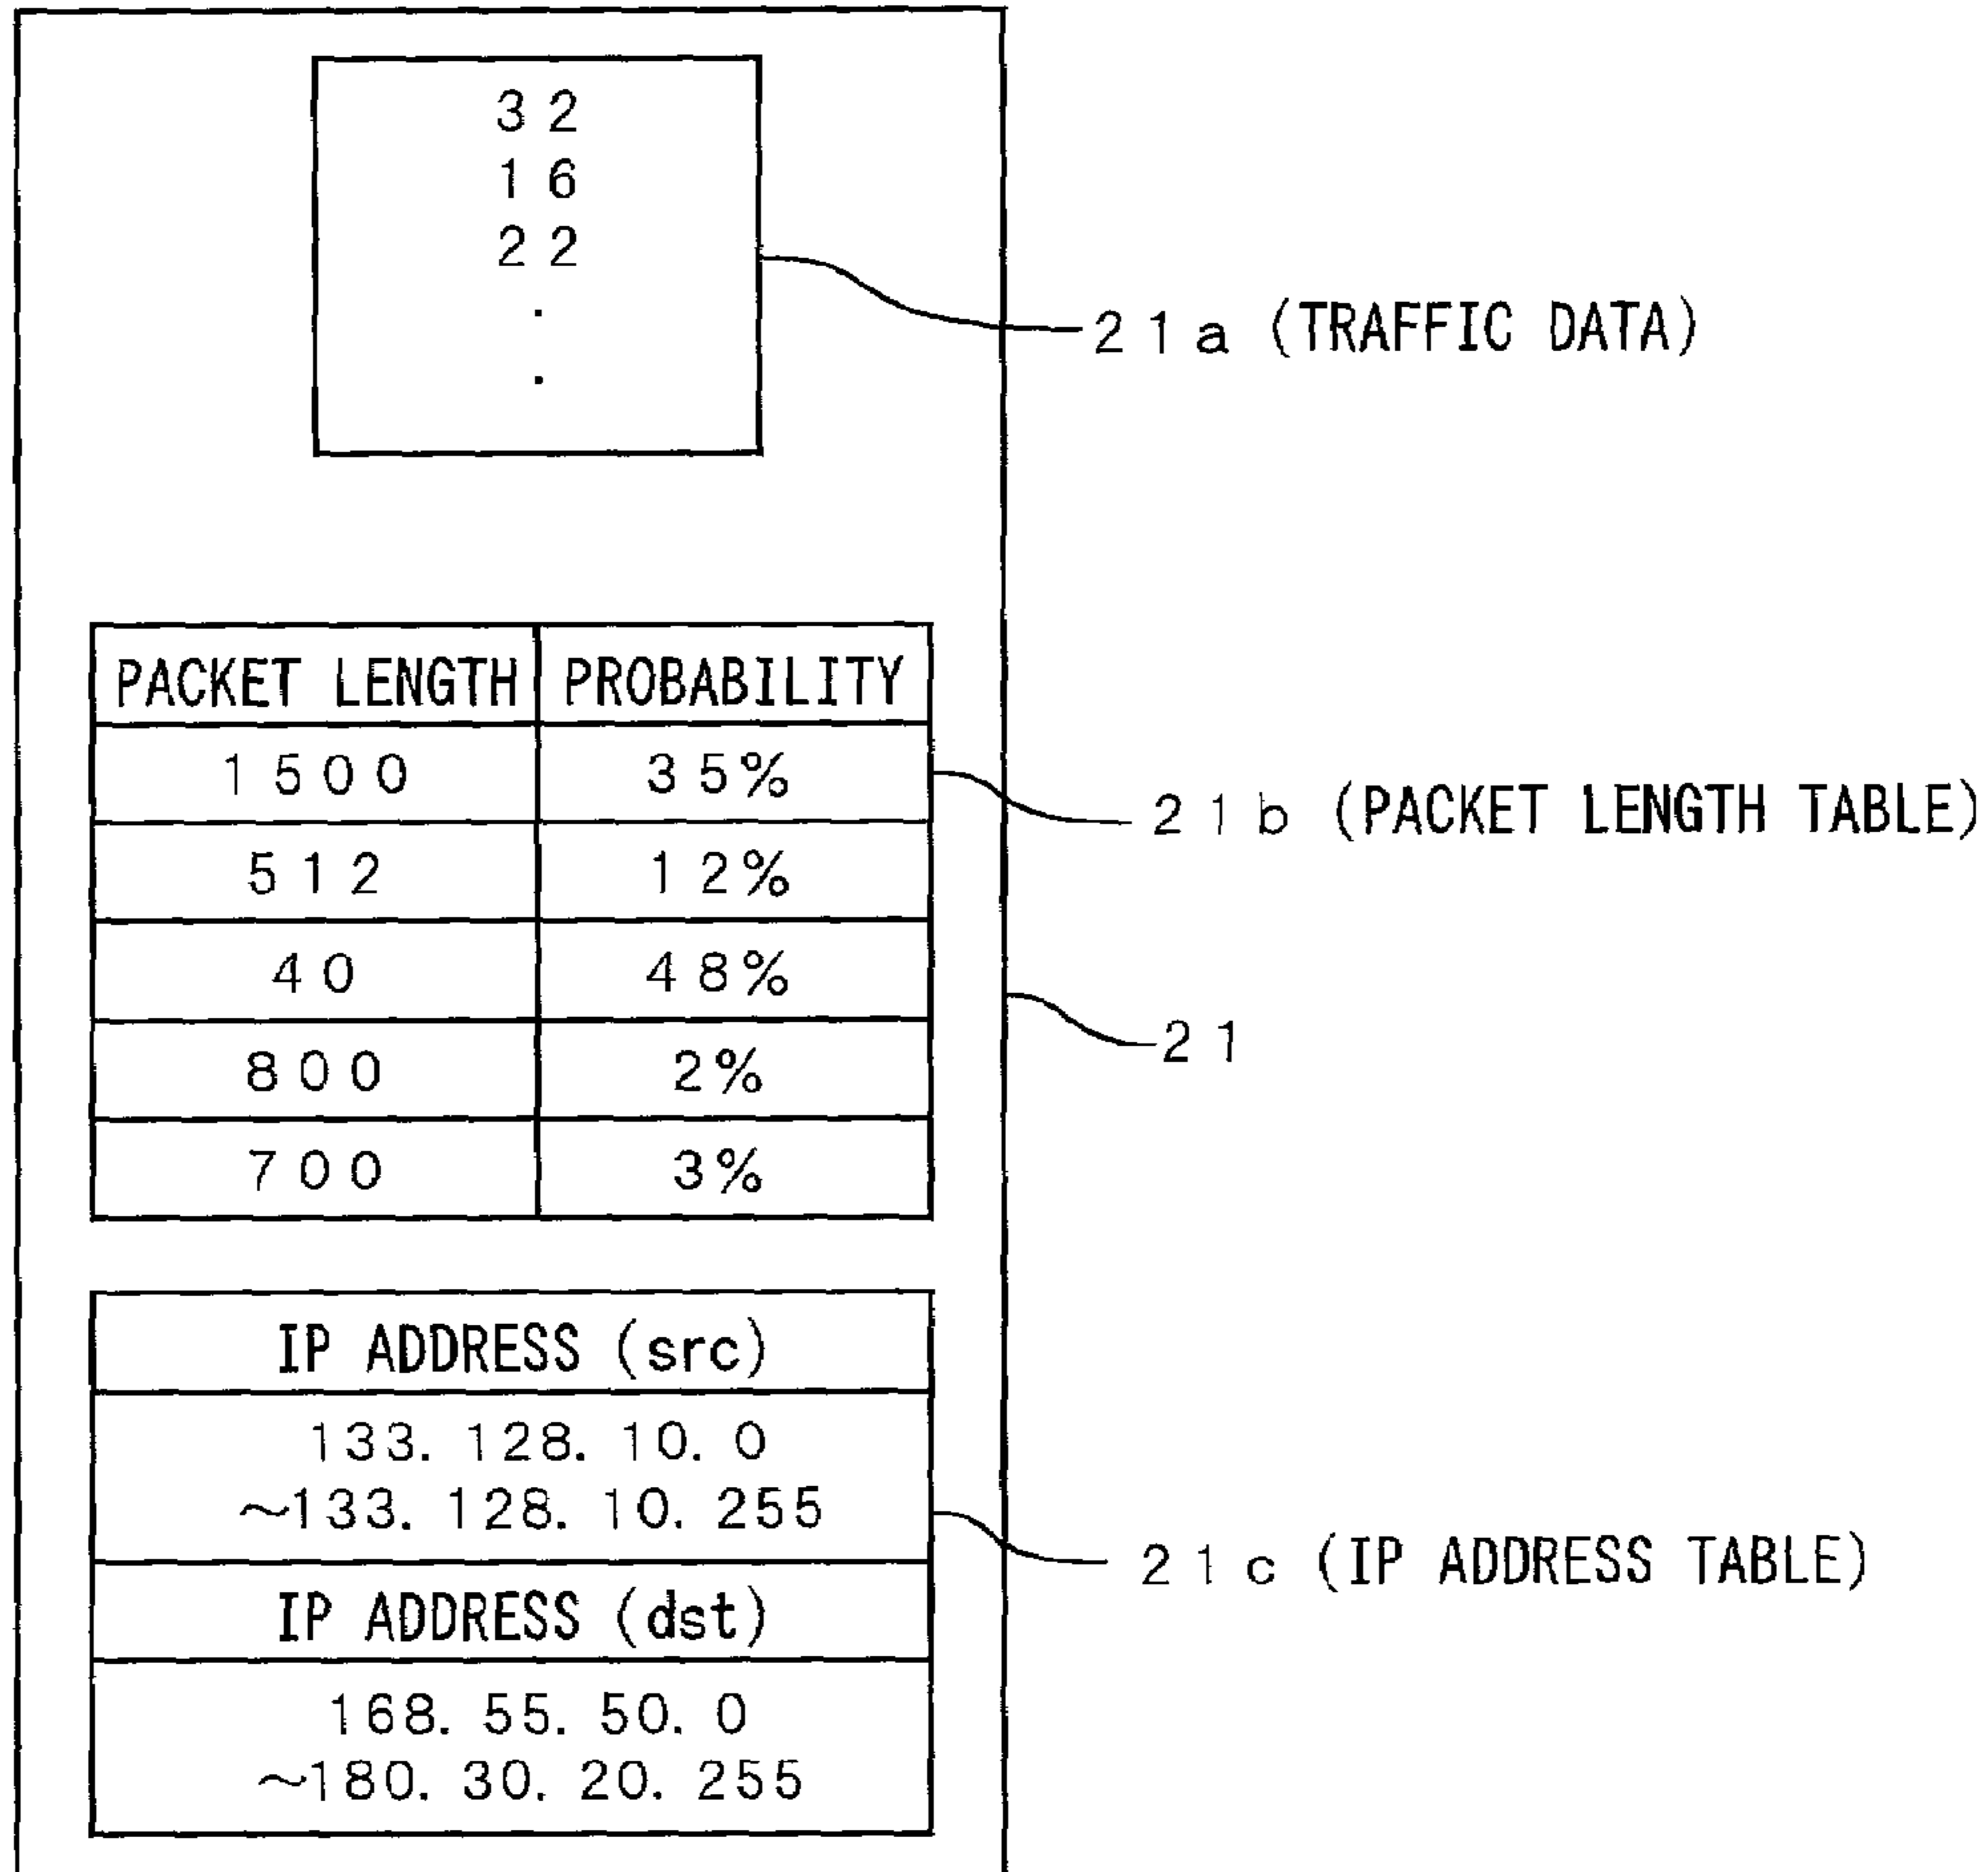 32
16
22
.
.
21a (TRAFFIC DATA)
PACKET LENGTH PROBABILITY
1500 35%
21b (PACKET LENGTH TABLE)
512 12%
40 48%
21
800 2%
700 3%
IP ADDRESS (src)
133. 128. 10. 0
~133. 128. 10. 255
21c (IP ADDRESS TABLE)
IP ADDRESS (dst)
168. 55. 50. 0
~180. 30. 20. 255